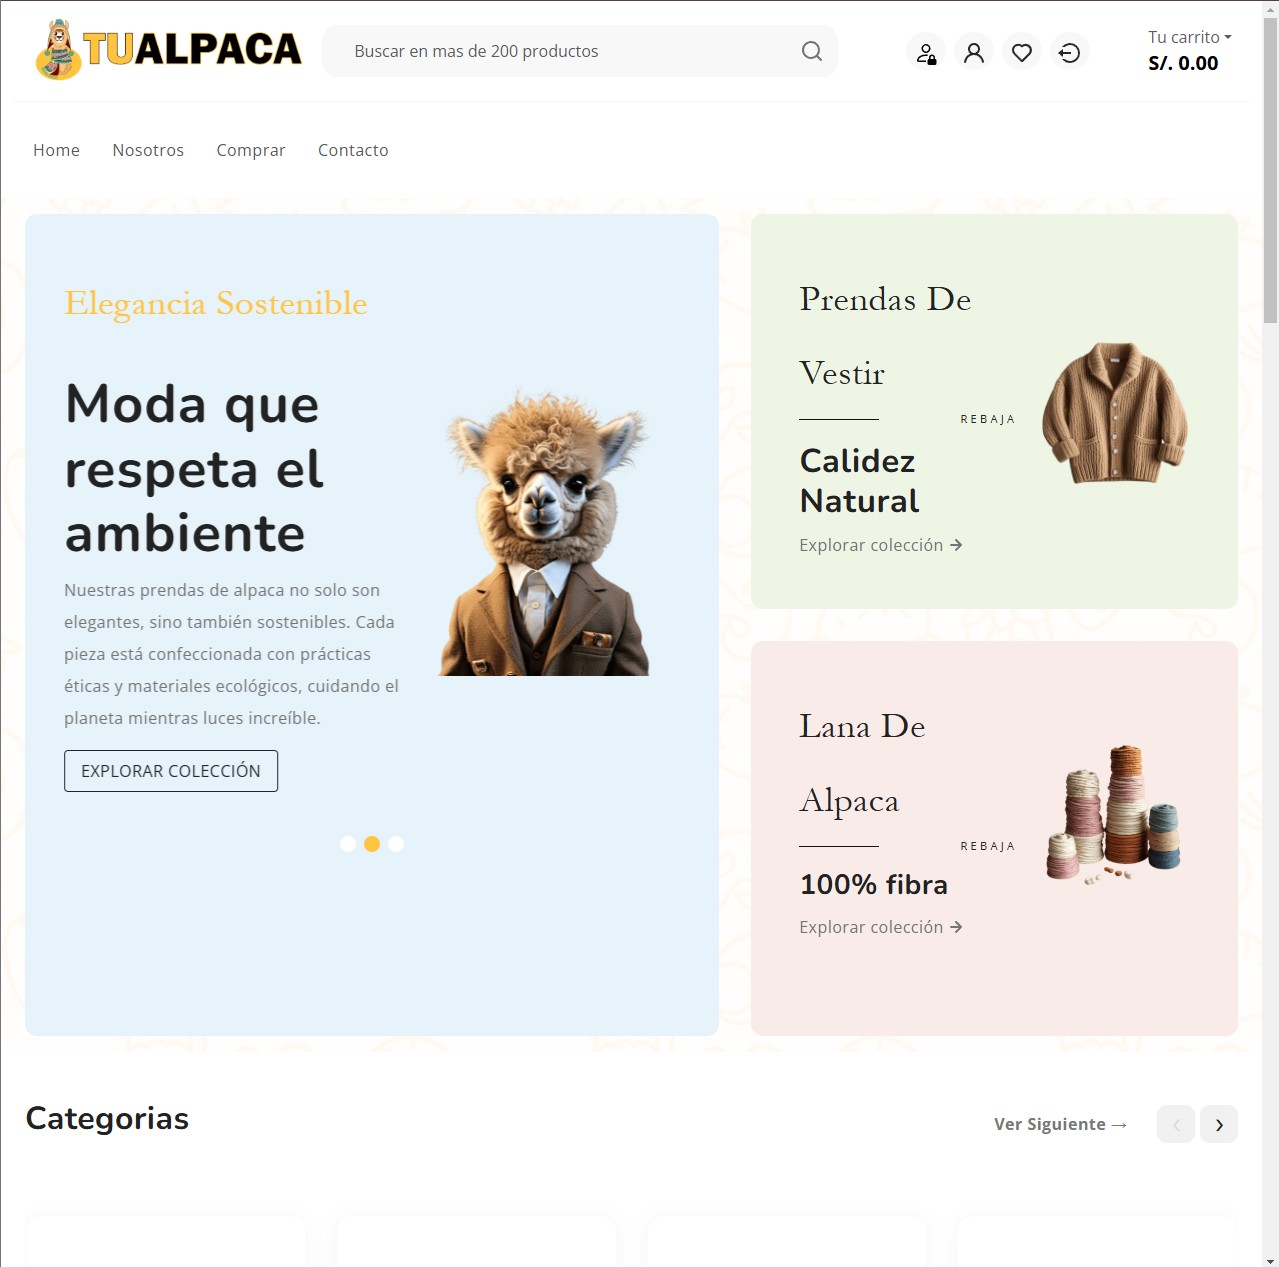 TUALPACA
Buscar en mas de 200 productos
Tu carrito
S/. 0.00
Home
Nosotros
Comprar
Contacto
Elegancia Sostenible
Moda que
respeta el
ambiente
Nuestras prendas de alpaca no solo son
elegantes, sino también sostenibles. Cada
pieza está confeccionada con prácticas
éticas y materiales ecológicos, cuidando el
planeta mientras luces increíble.
EXPLORAR COLECCIÓN
Prendas De
Vestir
REBAJA
Calidez
Natural
Explorar colección →
Lana De
Alpaca
REBAJA
100% fibra
Explorar colección →
Categorias
Ver Siguiente →